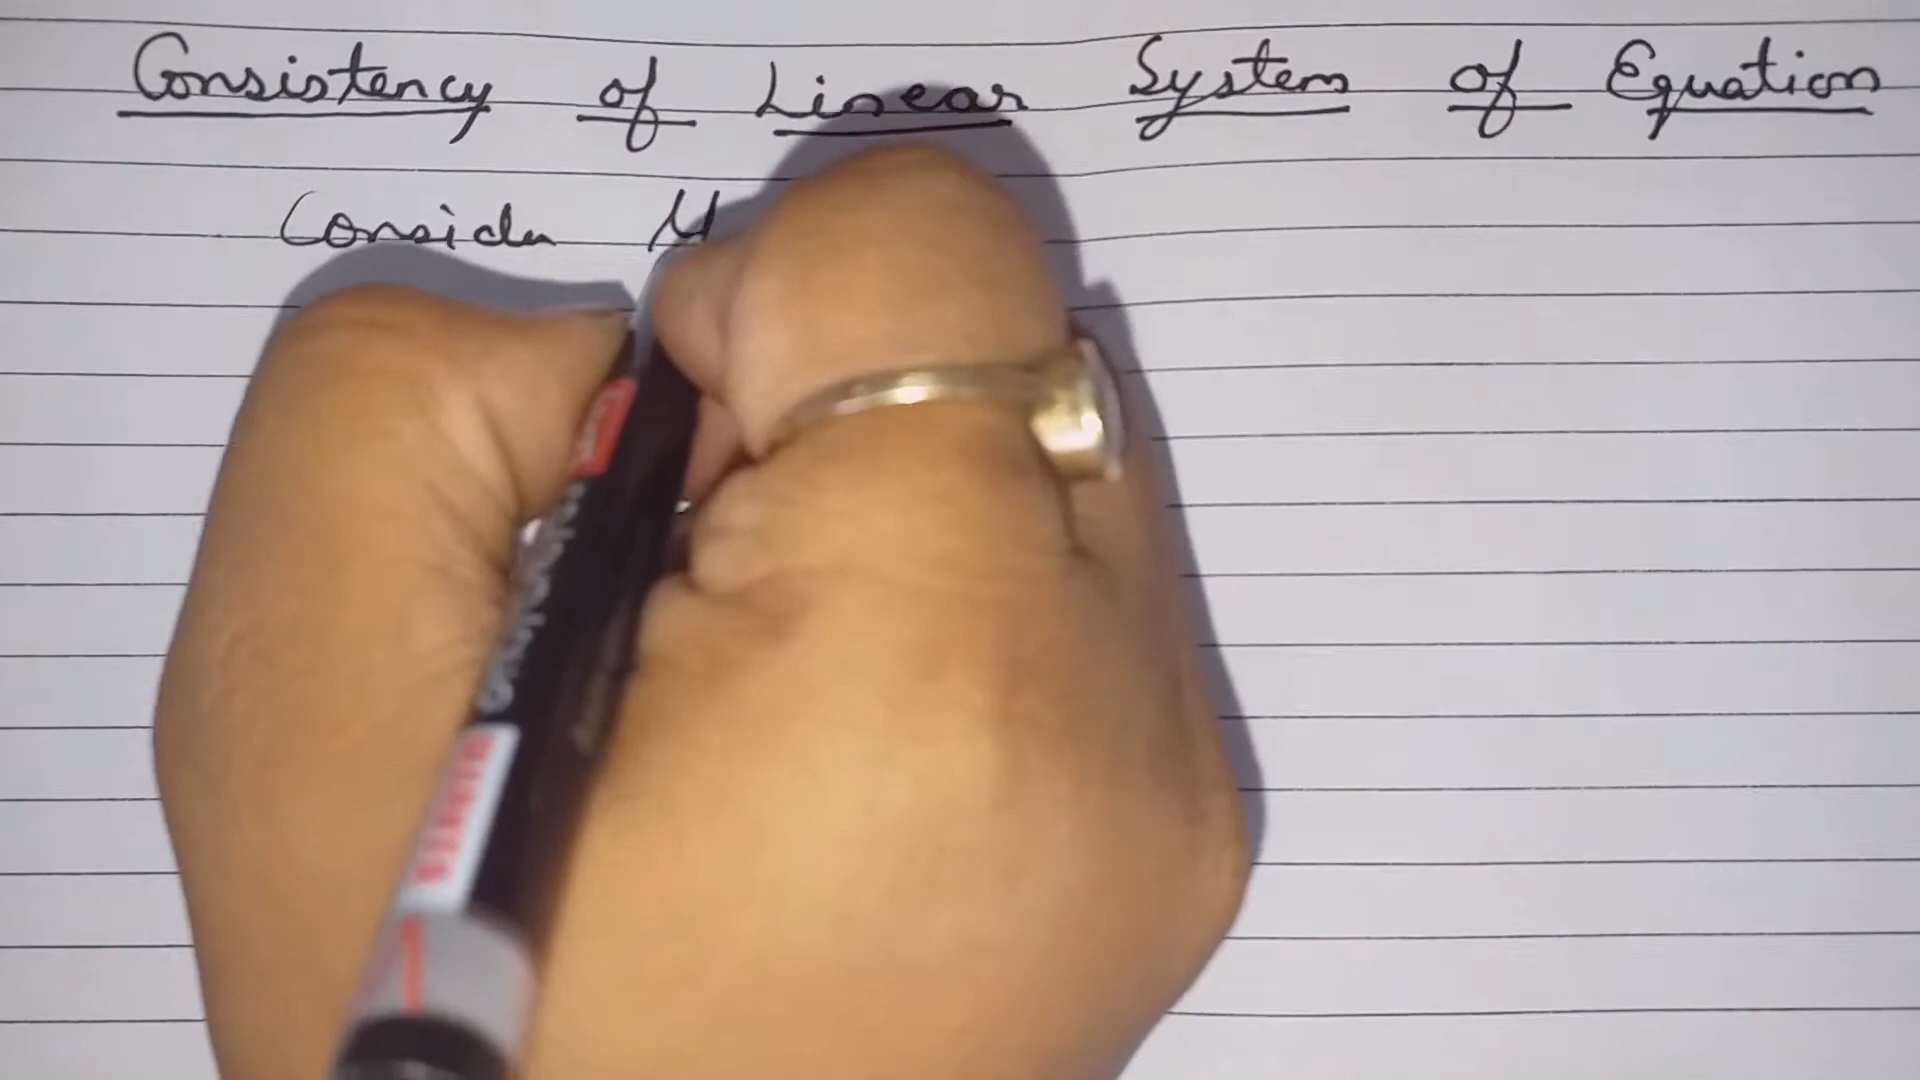 Consistency of Linear System of Equation
Consider